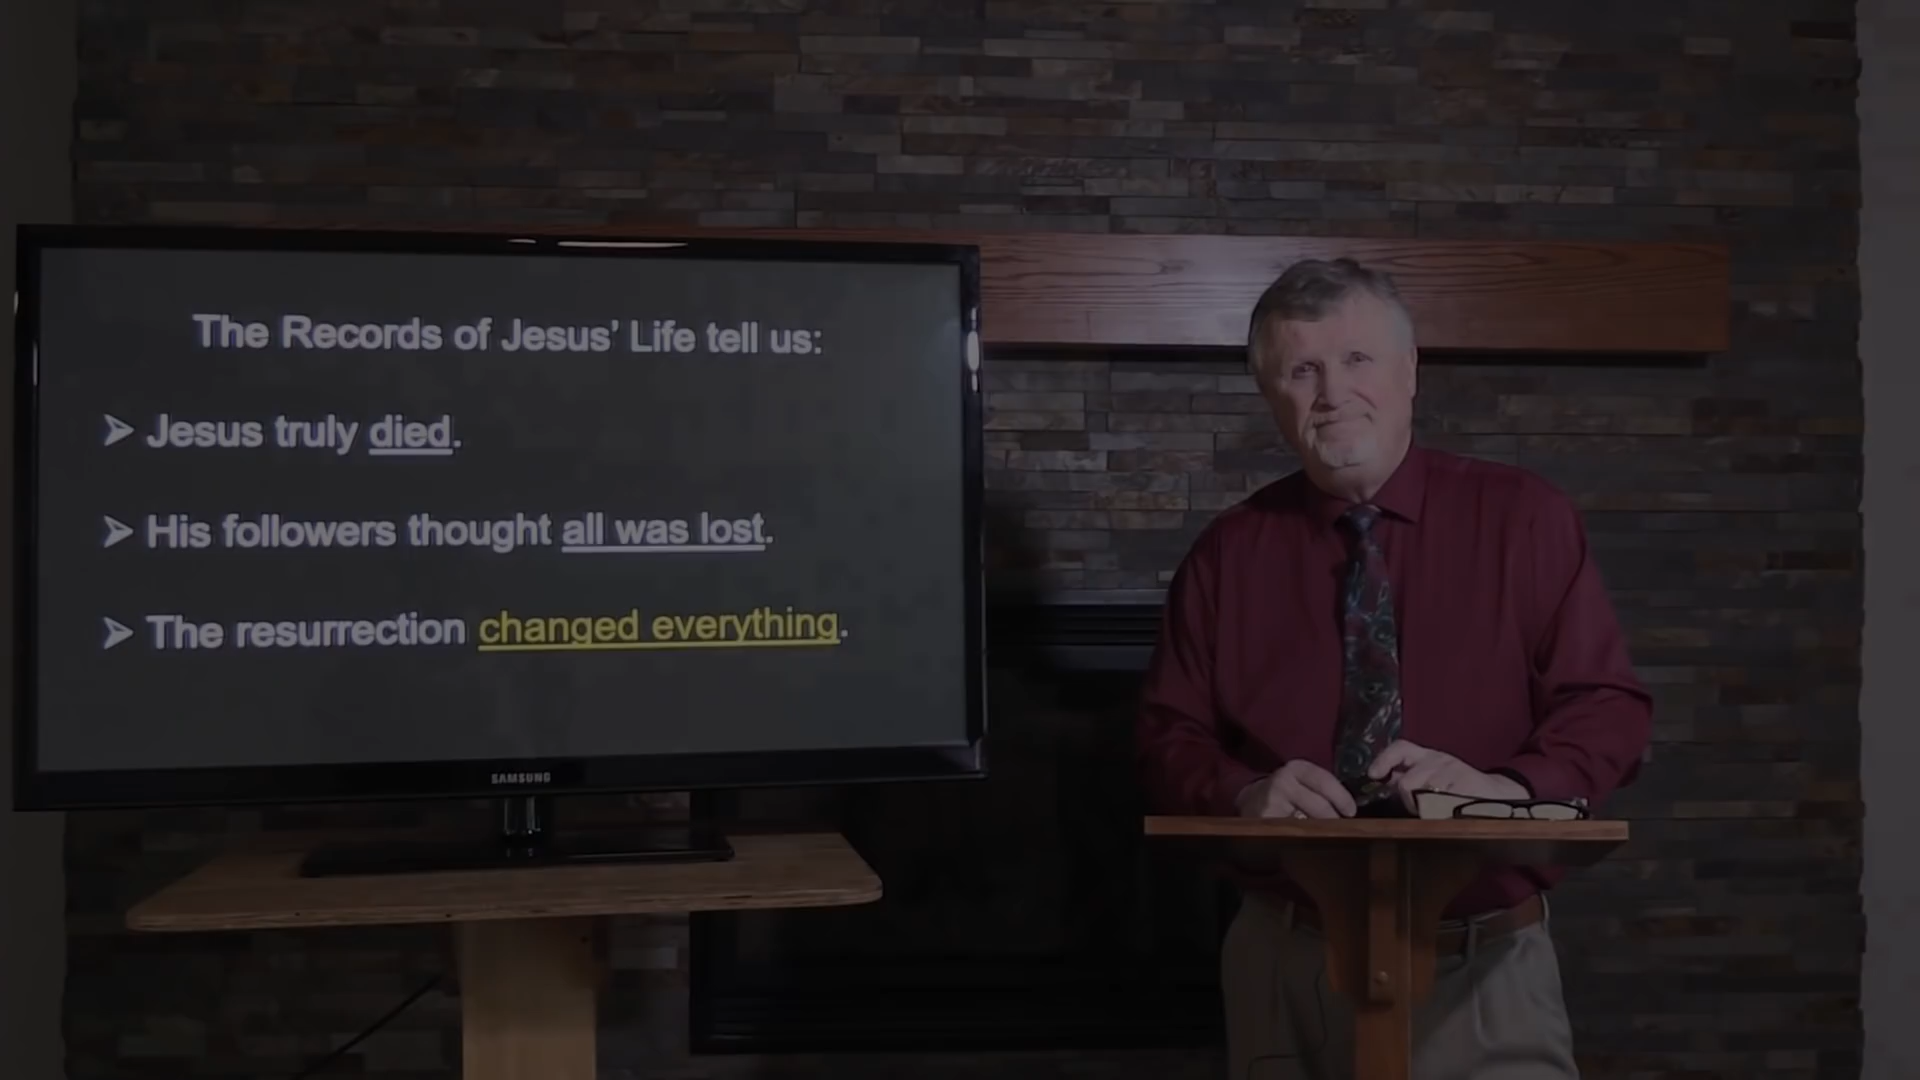 The Records of Jesus’ Life tell us:
➢ Jesus truly died.
➢ His followers thought all was lost.
➢ The resurrection changed everything.
SAMSUNG